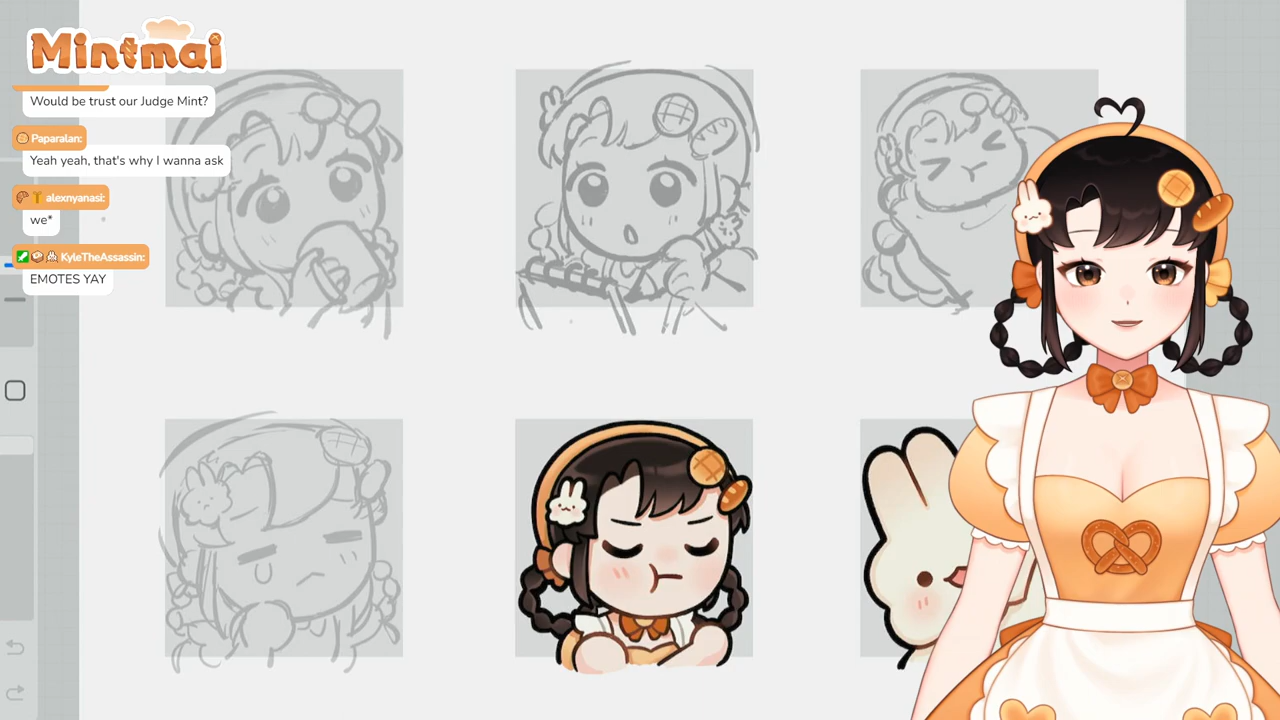 Mintmai
Would be trust our Judge Mint?
Paparalan:
Yeah yeah, that's why I wanna ask
alexnyanasi:
we*
KyleTheAssassin:
EMOTES YAY